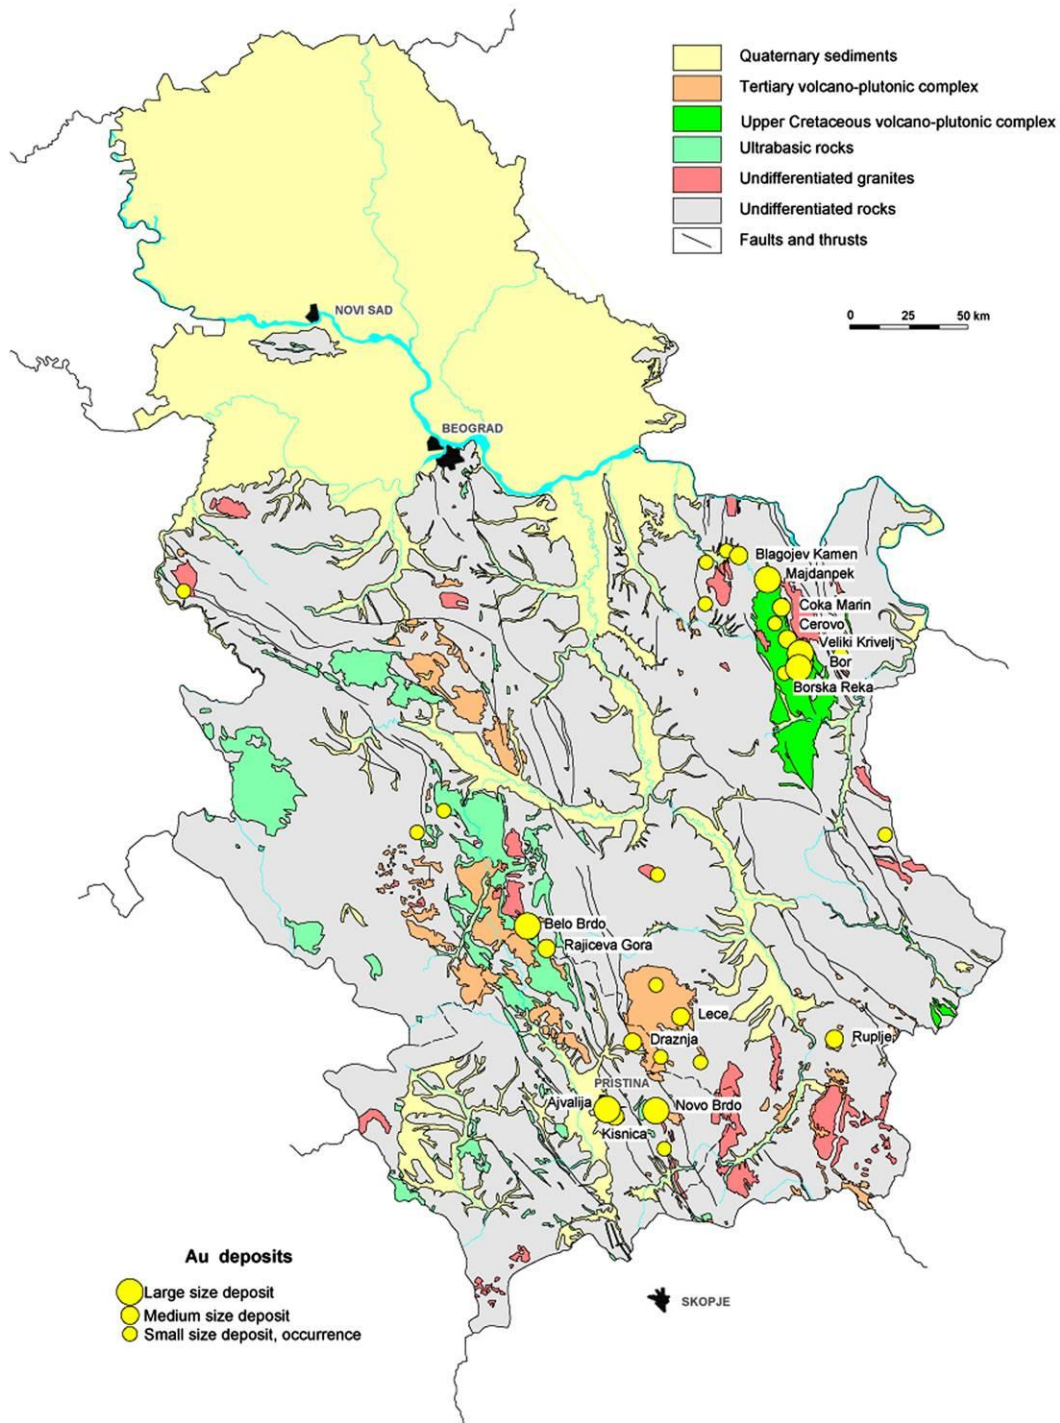 Quaternary sediments
Tertiary volcano-plutonic complex
Upper Cretaceous volcano-plutonic complex
Ultrabasic rocks
Undifferentiated granites
Undifferentiated rocks
Faults and thrusts
0 25 50 km
NOVI SAD
BEOGRAD
Blagojev Kamen
Majdanpek
Coka Marin
Cerovo
Veliki Krivelj
Bor
Borska Reka
Belo Brdo
Rajiceva Gora
Lece
Draznja
Ruplje
PRISTINA
Ajvalija
Novo Brdo
Kisnica
Au deposits
Large size deposit
Medium size deposit
Small size deposit, occurrence
SKOPJE